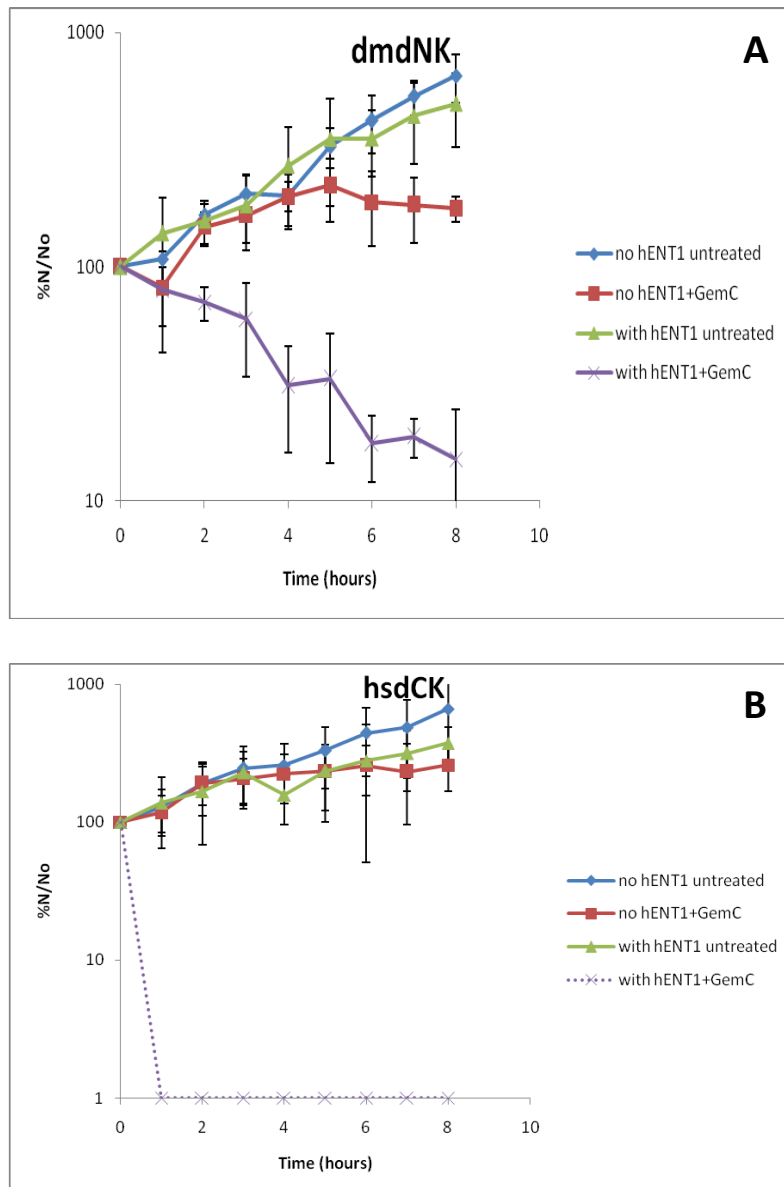 dmdNK
A
1000
100
10
%N/No
0 2 4 6 8 10
Time (hours)
no hENT1 untreated
no hENT1+GemC
with hENT1 untreated
with hENT1+GemC
hsdCK
B
1000
100
10
1
%N/No
0 2 4 6 8 10
Time (hours)
no hENT1 untreated
no hENT1+GemC
with hENT1 untreated
with hENT1+GemC